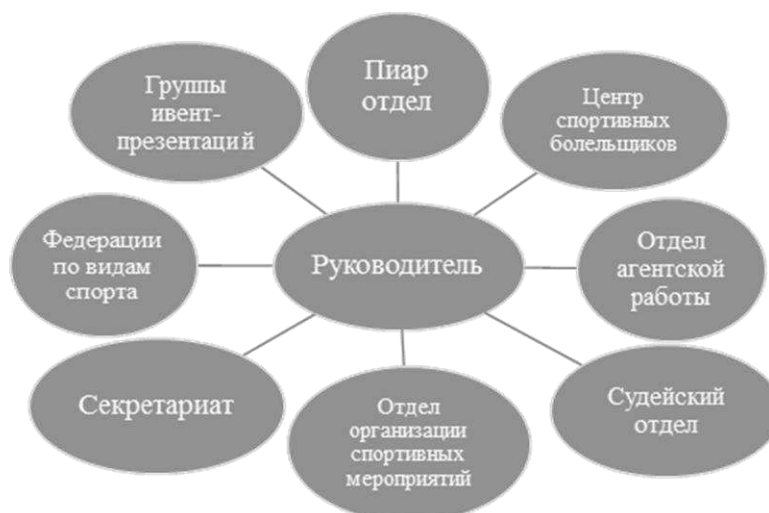 Пиар
отдел
Группы
ивент-
презентаций
Центр
спортивных
болельщиков
Федерации
по видам
спорта
Руководитель
Отдел
агентской
работы
Секретариат
Отдел
организации
спортивных
мероприятий
Судейский
отдел